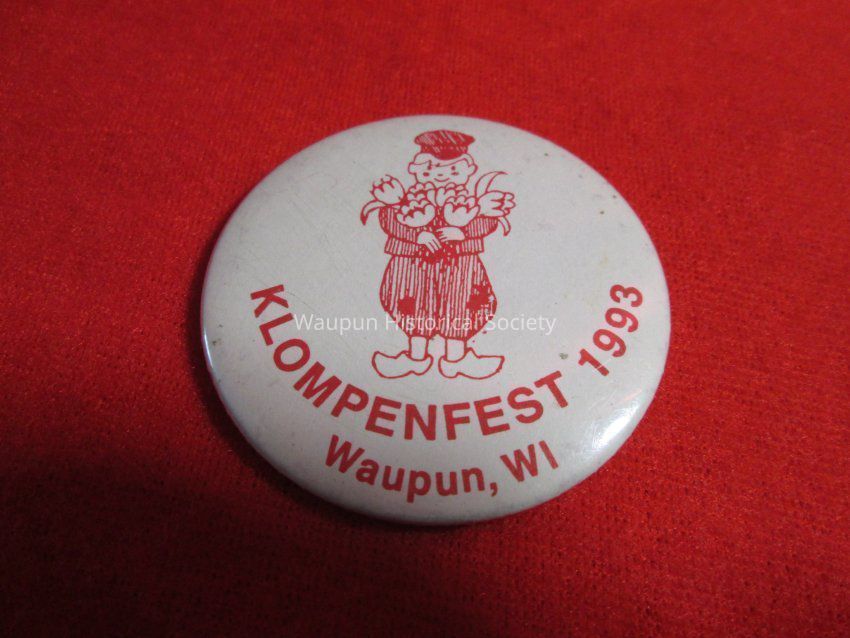 Waupun Historical Society
KLOMPENFEST 1993
Waupun, WI